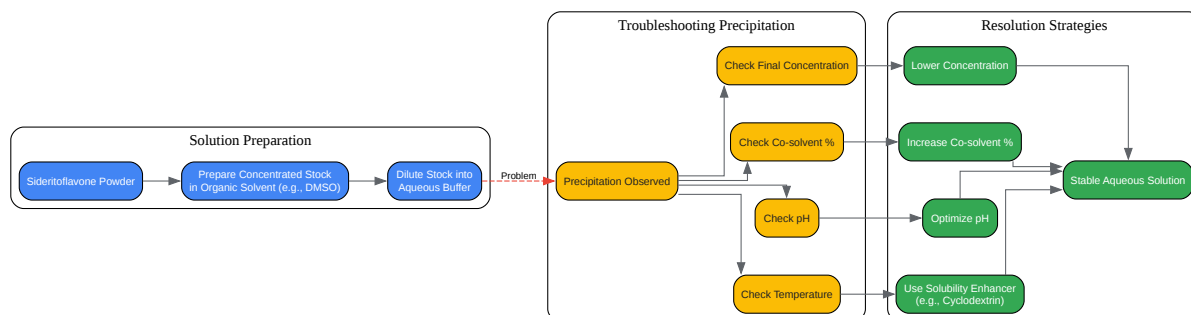 Solution Preparation
Sideritoflavone Powder
Prepare Concentrated Stock
in Organic Solvent (e.g., DMSO)
Dilute Stock into
Aqueous Buffer
Problem
Troubleshooting Precipitation
Precipitation Observed
Check Final Concentration
Check Co-solvent %
Check pH
Check Temperature
Resolution Strategies
Lower Concentration
Increase Co-solvent %
Optimize pH
Use Solubility Enhancer
(e.g., Cyclodextrin)
Stable Aqueous Solution